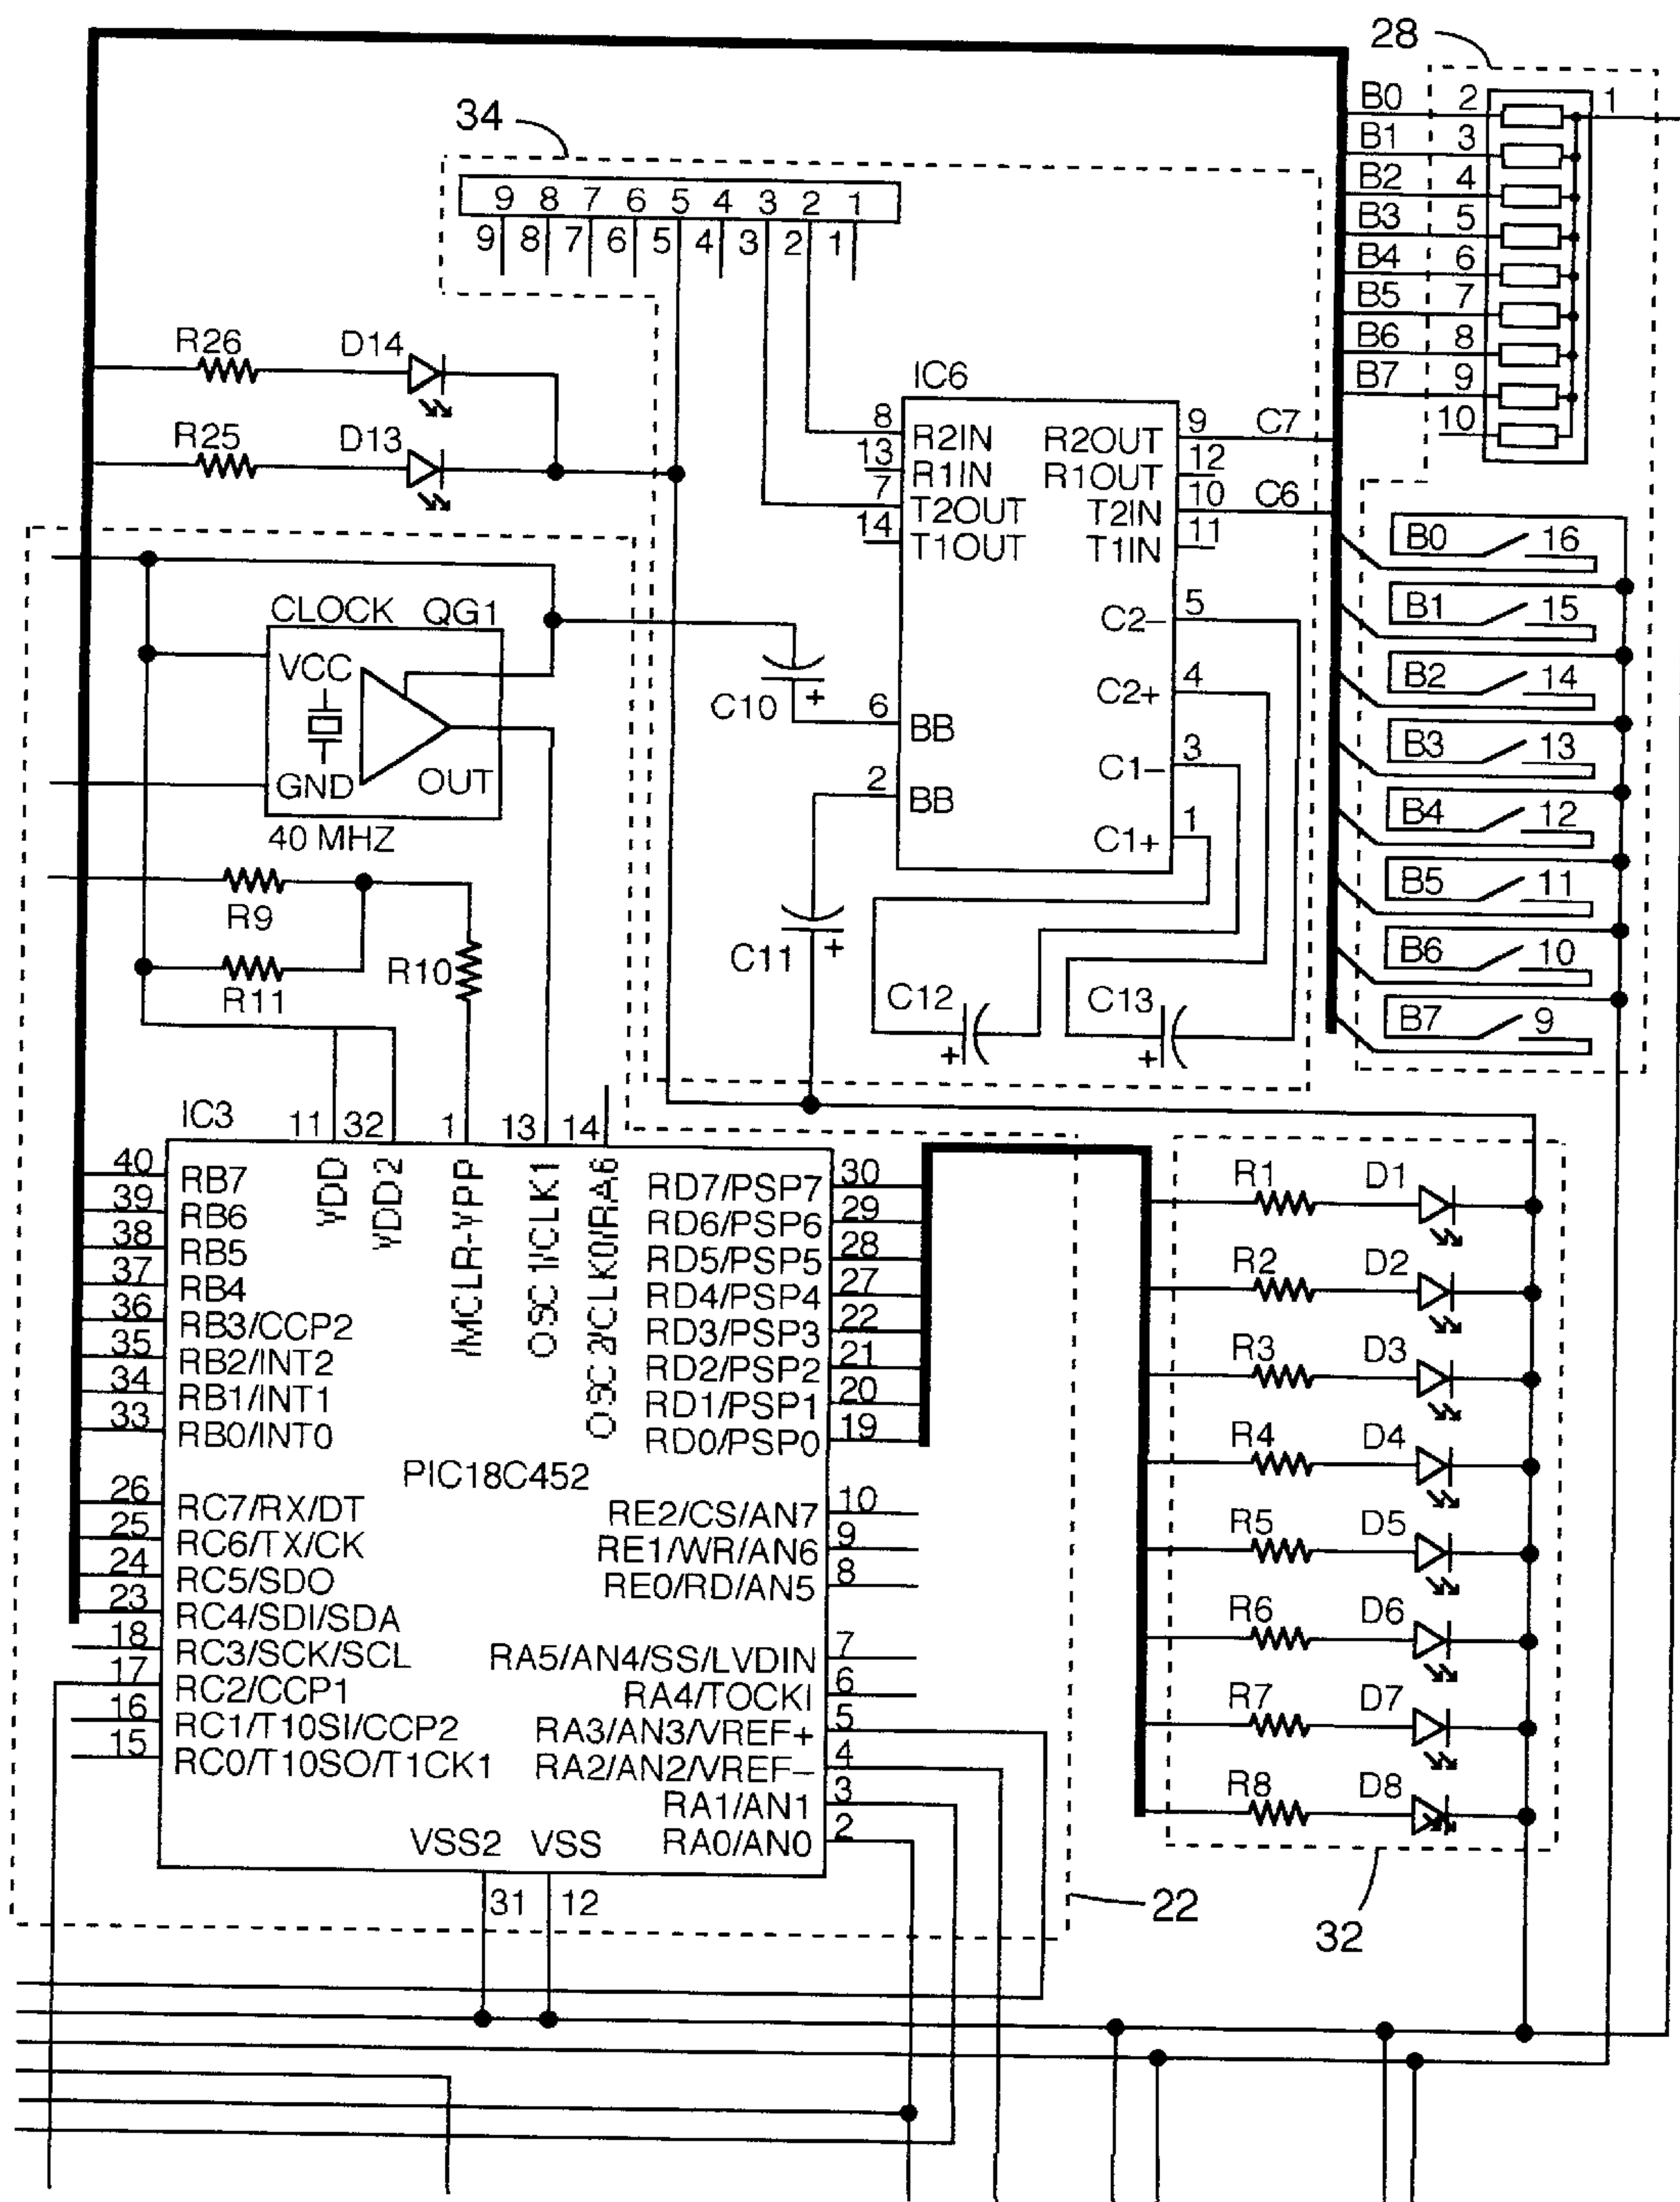 28
34
B0 2 1
B1 3
B2 4
B3 5
B4 6
B5 7
B6 8
B7 9
10
9 8 7 6 5 4 3 2 1
9 8 7 6 5 4 3 2 1
R26 D14
R25 D13
IC6
8 R2IN R2OUT 9 C7
13 R1IN R1OUT 12
7 T2OUT T2IN 10 C6
14 T1OUT T1IN 11
C2– 5
C2+ 4
6 BB
C1– 3
2 BB
C1+ 1
C10 +
C11 +
C12 +
C13 +
B0 16
B1 15
B2 14
B3 13
B4 12
B5 11
B6 10
B7 9
CLOCK QG1
VCC
GND OUT
40 MHZ
R9
R11
R10
IC3
11 32 1 13 14
VDD
VDD2
/MCLR-VPP
OSC1/CLK1
OSC2/CLK0/RA6
40 RB7
39 RB6
38 RB5
37 RB4
36 RB3/CCP2
35 RB2/INT2
34 RB1/INT1
33 RB0/INT0
PIC18C452
26 RC7/RX/DT
25 RC6/TX/CK
24 RC5/SDO
23 RC4/SDI/SDA
18 RC3/SCK/SCL
17 RC2/CCP1
16 RC1/T10SI/CCP2
15 RC0/T10SO/T1CK1
RD7/PSP7 30
RD6/PSP6 29
RD5/PSP5 28
RD4/PSP4 27
RD3/PSP3 22
RD2/PSP2 21
RD1/PSP1 20
RD0/PSP0 19
RE2/CS/AN7 10
RE1/WR/AN6 9
RE0/RD/AN5 8
RA5/AN4/SS/LVDIN 7
RA4/TOCKI 6
RA3/AN3/VREF+ 5
RA2/AN2/VREF– 4
RA1/AN1 3
RA0/AN0 2
VSS2 VSS
31 12
22
R1 D1
R2 D2
R3 D3
R4 D4
R5 D5
R6 D6
R7 D7
R8 D8
32